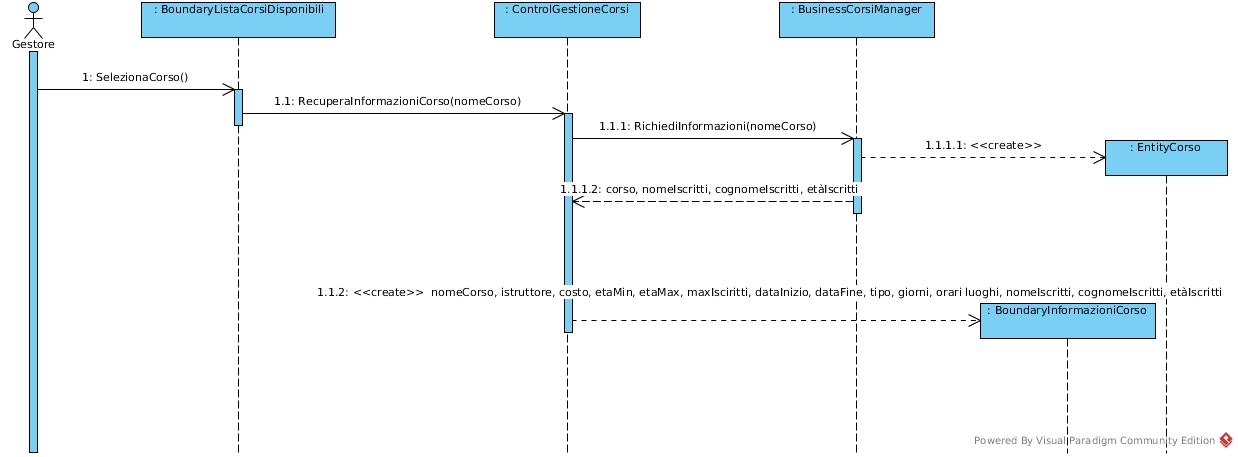 : BoundaryListaCorsiDisponibili
: ControlGestioneCorsi
: BusinessCorsiManager
Gestore
1: SelezionaCorso()
1.1: RecuperaInformazioniCorso(nomeCorso)
1.1.1: RichiediInformazioni(nomeCorso)
1.1.1.1: <<create>>
: EntityCorso
1.1.1.2: corso, nomeIscritti, cognomeIscritti, etàIscritti
1.1.2: <<create>> nomeCorso, istruttore, costo, etaMin, etaMax, maxIsciritti, dataInizio, dataFine, tipo, giorni, orari luoghi, nomeIscritti, cognomeIscritti, etàIscritti
: BoundaryInformazioniCorso
Powered By Visual Paradigm Community Edition